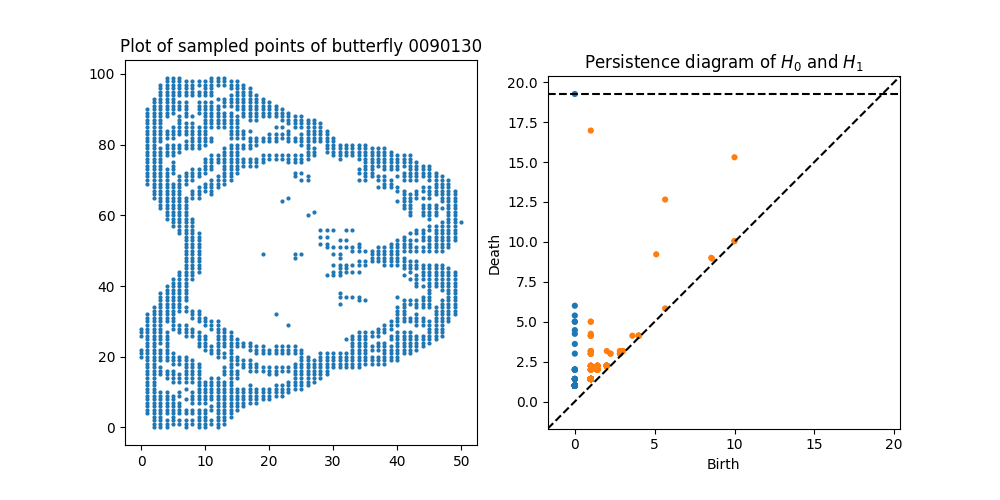 Plot of sampled points of butterfly 0090130
100
80
60
40
20
0
0 10 20 30 40 50
Persistence diagram of $H_0$ and $H_1$
20.0
17.5
15.0
12.5
10.0
7.5
5.0
2.5
0.0
Death
0 5 10 15 20
Birth